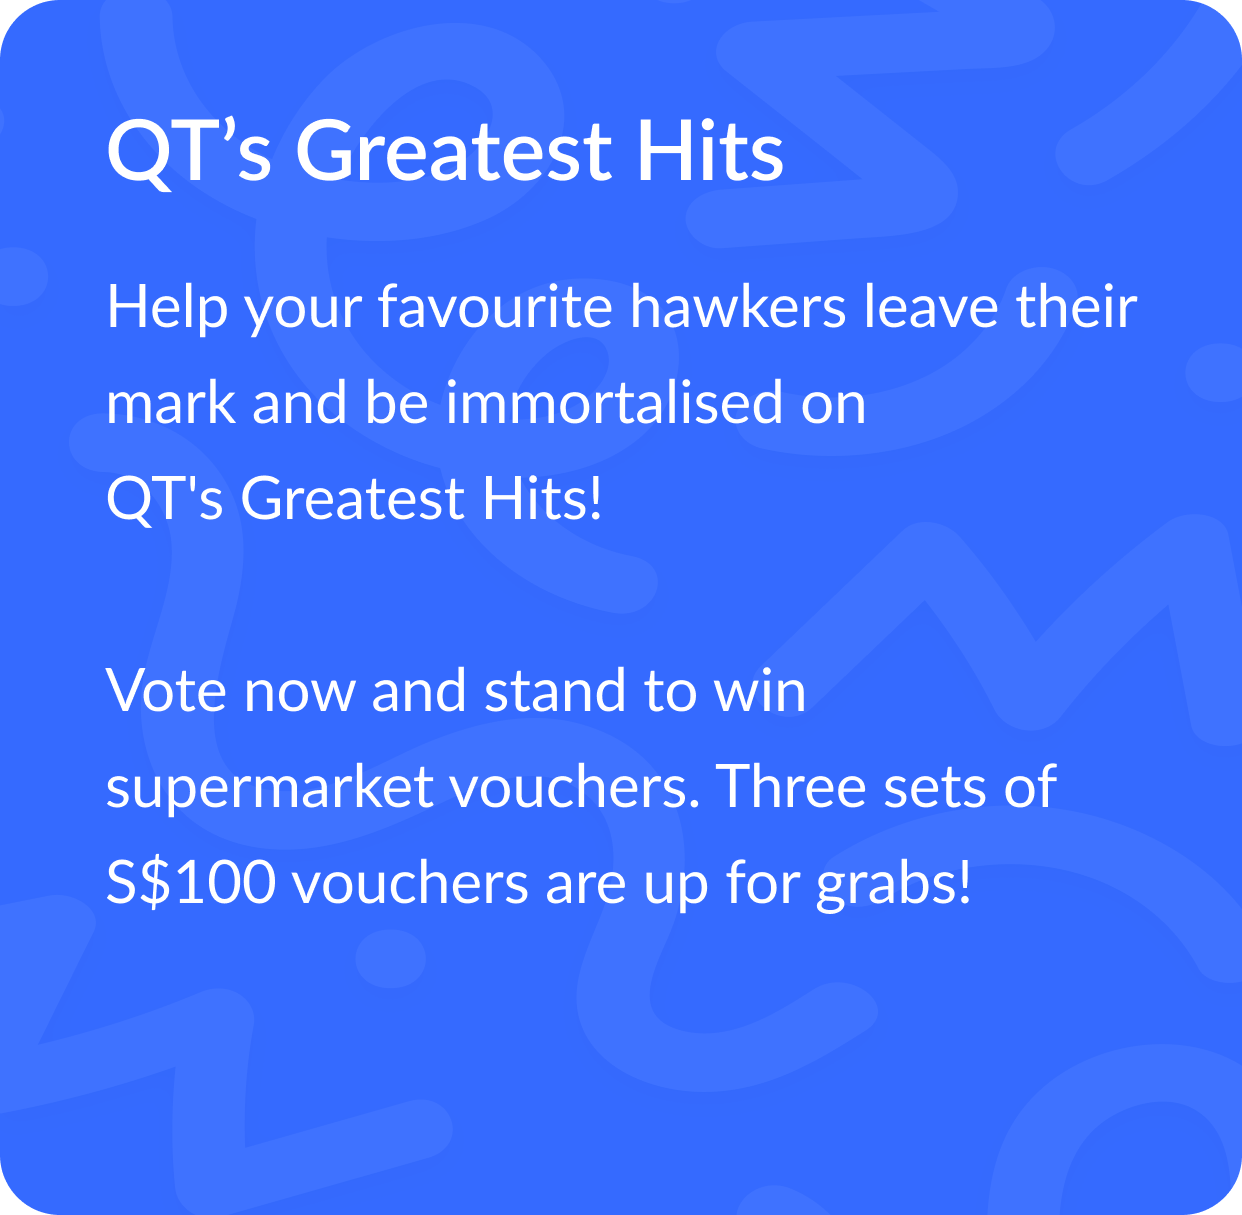 QT’s Greatest Hits
Help your favourite hawkers leave their
mark and be immortalised on
QT's Greatest Hits!
Vote now and stand to win
supermarket vouchers. Three sets of
S$100 vouchers are up for grabs!